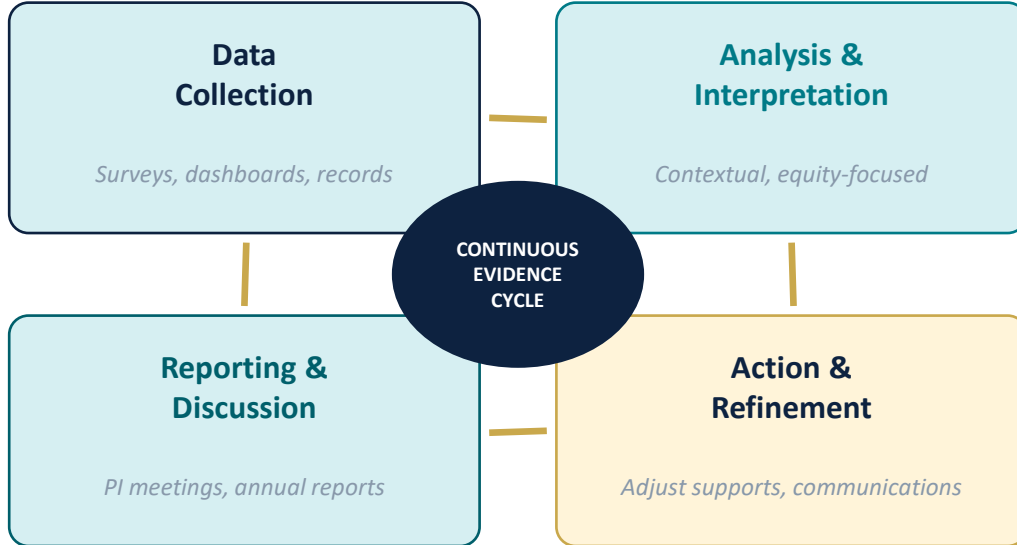 Data
Collection
Surveys, dashboards, records
Analysis &
Interpretation
Contextual, equity-focused
CONTINUOUS
EVIDENCE
CYCLE
Reporting &
Discussion
PI meetings, annual reports
Action &
Refinement
Adjust supports, communications